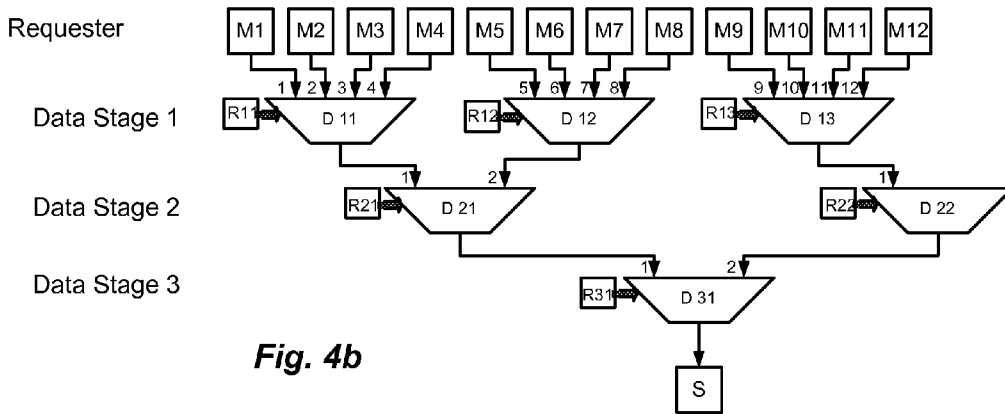 Requester M1 M2 M3 M4 M5 M6 M7 M8 M9 M10 M11 M12
1 2 3 4 5 6 7 8 9 10 11 12
Data Stage 1 R11 D 11 R12 D 12 R13 D 13
1 2 1
Data Stage 2 R21 D 21 R22 D 22
1 2
Data Stage 3 R31 D 31
Fig. 4b
S